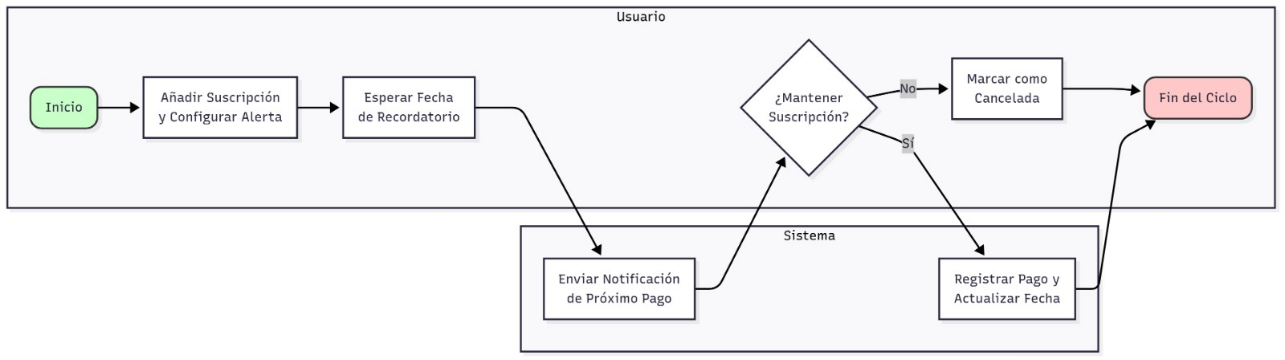 Usuario
Inicio
Añadir Suscripción
y Configurar Alerta
Esperar Fecha
de Recordatorio
¿Mantener
Suscripción?
No
Sí
Marcar como
Cancelada
Fin del Ciclo
Sistema
Enviar Notificación
de Próximo Pago
Registrar Pago y
Actualizar Fecha